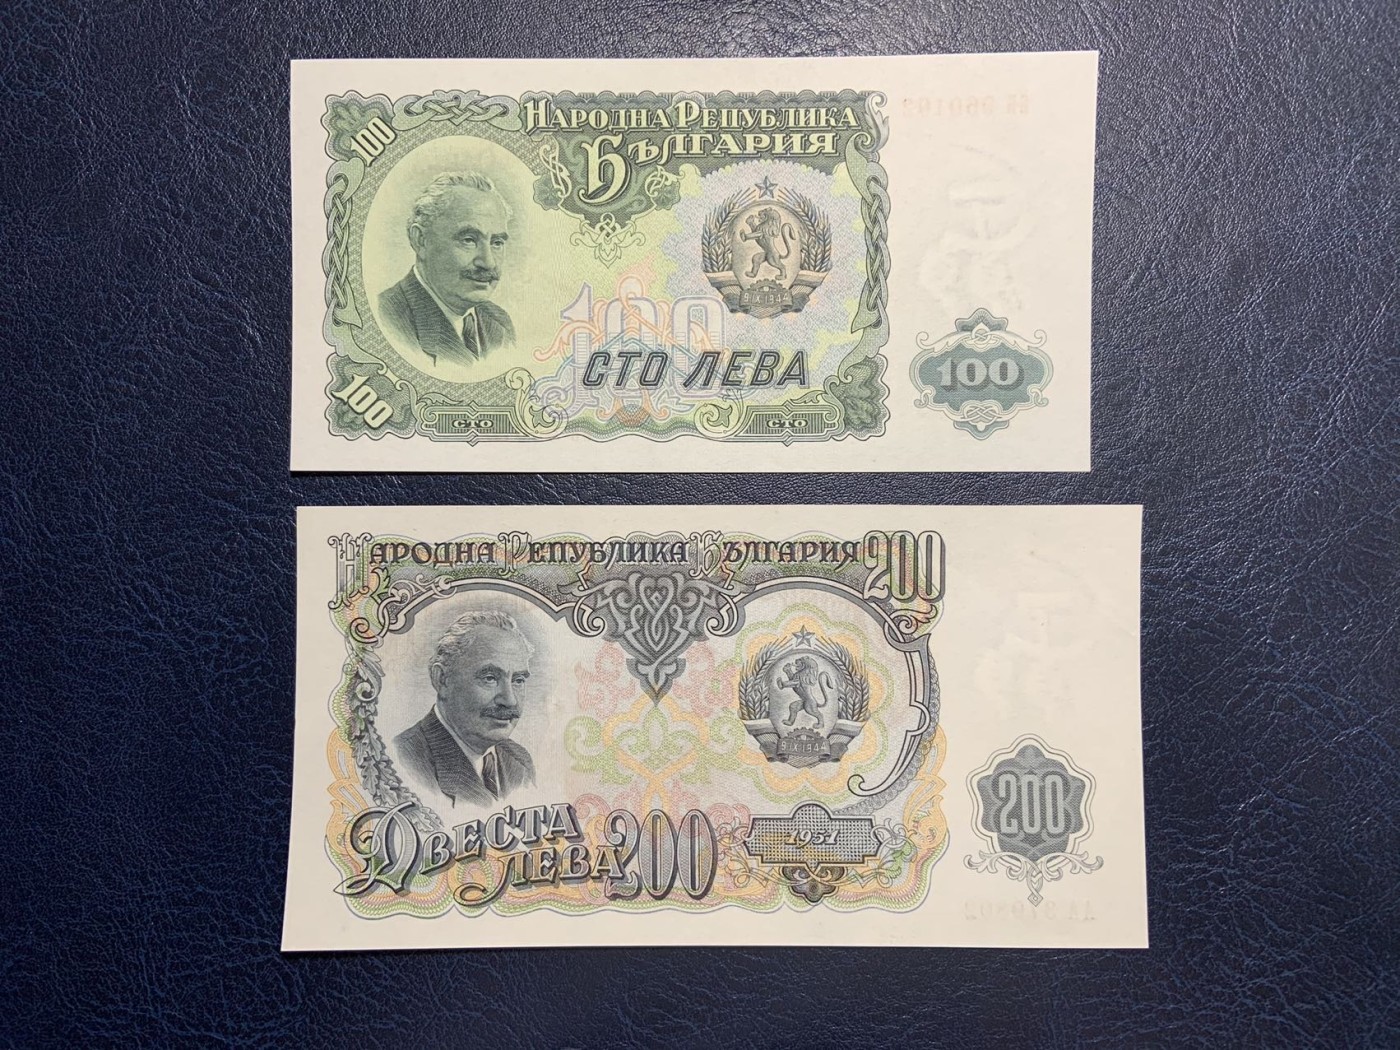 100
НАРОДНА РЕПУБЛИКА
БЪЛГАРИЯ
9 IX 1944
100
СТО ЛЕВА
100
100
СТО
СТО
НАРОДНА РЕПУБЛИКА БЪЛГАРИЯ 200
9 IX 1944
ДВЕСТА
ЛЕВА 200
1951
200